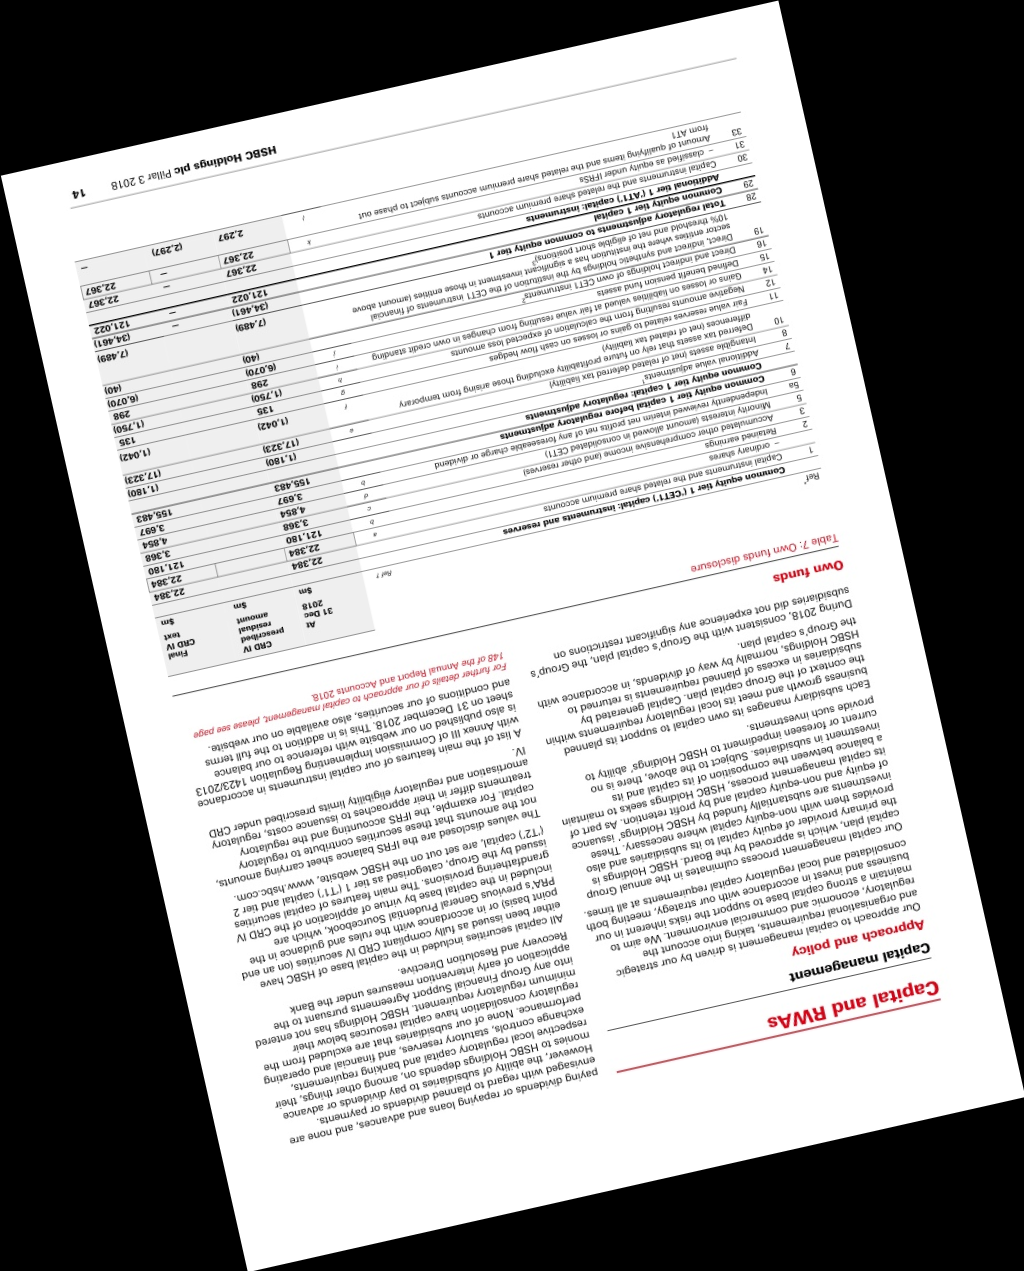 Capital and RWAs
Capital management
Approach and policy
Our approach to capital management is driven by our strategic
and organisational requirements, taking into account the
regulatory, economic and commercial environment. We aim to
maintain a strong capital base to support the risks inherent in our
business and invest in accordance with our strategy, meeting both
consolidated and local regulatory capital requirements at all times.
Our capital management process culminates in the annual Group
capital plan, which is approved by the Board. HSBC Holdings is
the primary provider of equity capital to its subsidiaries and also
provides them with non-equity capital where necessary. These
investments are substantially funded by HSBC Holdings' issuance
of equity and non-equity capital and by profit retention. As part of
its capital management process, HSBC Holdings seeks to maintain
a balance between the composition of its capital and its
investment in subsidiaries. Subject to the above, there is no
current or foreseen impediment to HSBC Holdings' ability to
provide such investments.
Each subsidiary manages its own capital to support its planned
business growth and meet its local regulatory requirements within
the context of the Group capital plan. Capital generated by
subsidiaries in excess of planned requirements is returned to
HSBC Holdings, normally by way of dividends, in accordance with
the Group's capital plan.
During 2018, consistent with the Group's capital plan, the Group's
subsidiaries did not experience any significant restrictions on
paying dividends or repaying loans and advances, and none are
envisaged with regard to planned dividends or payments.
However, the ability of subsidiaries to pay dividends or advance
monies to HSBC Holdings depends on, among other things, their
respective local regulatory capital and banking requirements,
exchange controls, statutory reserves, and financial and operating
performance. None of our subsidiaries that are excluded from the
regulatory consolidation have capital resources below their
minimum regulatory requirement. HSBC Holdings has not entered
into any Group Financial Support Agreements pursuant to the
application of early intervention measures under the Bank
Recovery and Resolution Directive.
All capital securities included in the capital base of HSBC have
either been issued as fully compliant CRD IV securities (on an end
point basis) or in accordance with the rules and guidance in the
PRA's previous General Prudential Sourcebook, which are
included in the capital base by virtue of application of the CRD IV
grandfathering provisions. The main features of capital securities
issued by the Group, categorised as tier 1 ('T1') capital and tier 2
('T2') capital, are set out on the HSBC website, www.hsbc.com.
The values disclosed are the IFRS balance sheet carrying amounts,
not the amounts that these securities contribute to regulatory
capital. For example, the IFRS accounting and the regulatory
treatments differ in their approaches to issuance costs, regulatory
amortisation and regulatory eligibility limits prescribed under CRD
IV.
A list of the main features of our capital instruments in accordance
with Annex III of Commission Implementing Regulation 1423/2013
is also published on our website with reference to our balance
sheet on 31 December 2018. This is in addition to the full terms
and conditions of our securities, also available on our website.
For further details of our approach to capital management, please see page
148 of the Annual Report and Accounts 2018.
Own funds
Table 7: Own funds disclosure
At CRD IV Final
31 Dec prescribed CRD IV
2018 residual text
amount
Ref* Ref † $m $m $m
Common equity tier 1 ('CET1') capital: instruments and reserves
1 Capital instruments and the related share premium accounts 22,384 22,384
– ordinary shares a 22,384 22,384
2 Retained earnings b 121,180 121,180
3 Accumulated other comprehensive income (and other reserves) c 3,368 3,368
5 Minority interests (amount allowed in consolidated CET1) d 4,854 4,854
5a Independently reviewed interim net profits net of any foreseeable charge or dividend b 3,697 3,697
6 Common equity tier 1 capital before regulatory adjustments 155,483 155,483
Common equity tier 1 capital: regulatory adjustments
7 Additional value adjustments¹ (1,180) (1,180)
8 Intangible assets (net of related deferred tax liability) e (17,323) (17,323)
10 Deferred tax assets that rely on future profitability excluding those arising from temporary
differences (net of related tax liability) f (1,042) (1,042)
11 Fair value reserves related to gains or losses on cash flow hedges g 135 135
12 Negative amounts resulting from the calculation of expected loss amounts h (1,750) (1,750)
14 Gains or losses on liabilities valued at fair value resulting from changes in own credit standing i 298 298
15 Defined benefit pension fund assets j (6,070) (6,070)
16 Direct and indirect holdings of own CET1 instruments² (40) (40)
19 Direct, indirect and synthetic holdings by the institution of the CET1 instruments of financial
sector entities where the institution has a significant investment in those entities (amount above
10% threshold and net of eligible short positions)³ (7,489) (7,489)
28 Total regulatory adjustments to common equity tier 1 (34,461) – (34,461)
29 Common equity tier 1 capital 121,022 – 121,022
Additional tier 1 ('AT1') capital: instruments
30 Capital instruments and the related share premium accounts 22,367 – 22,367
31 – classified as equity under IFRSs k 22,367 – 22,367
33 Amount of qualifying items and the related share premium accounts subject to phase out
from AT1 l 2,297 (2,297) –
HSBC Holdings plc Pillar 3 2018 14